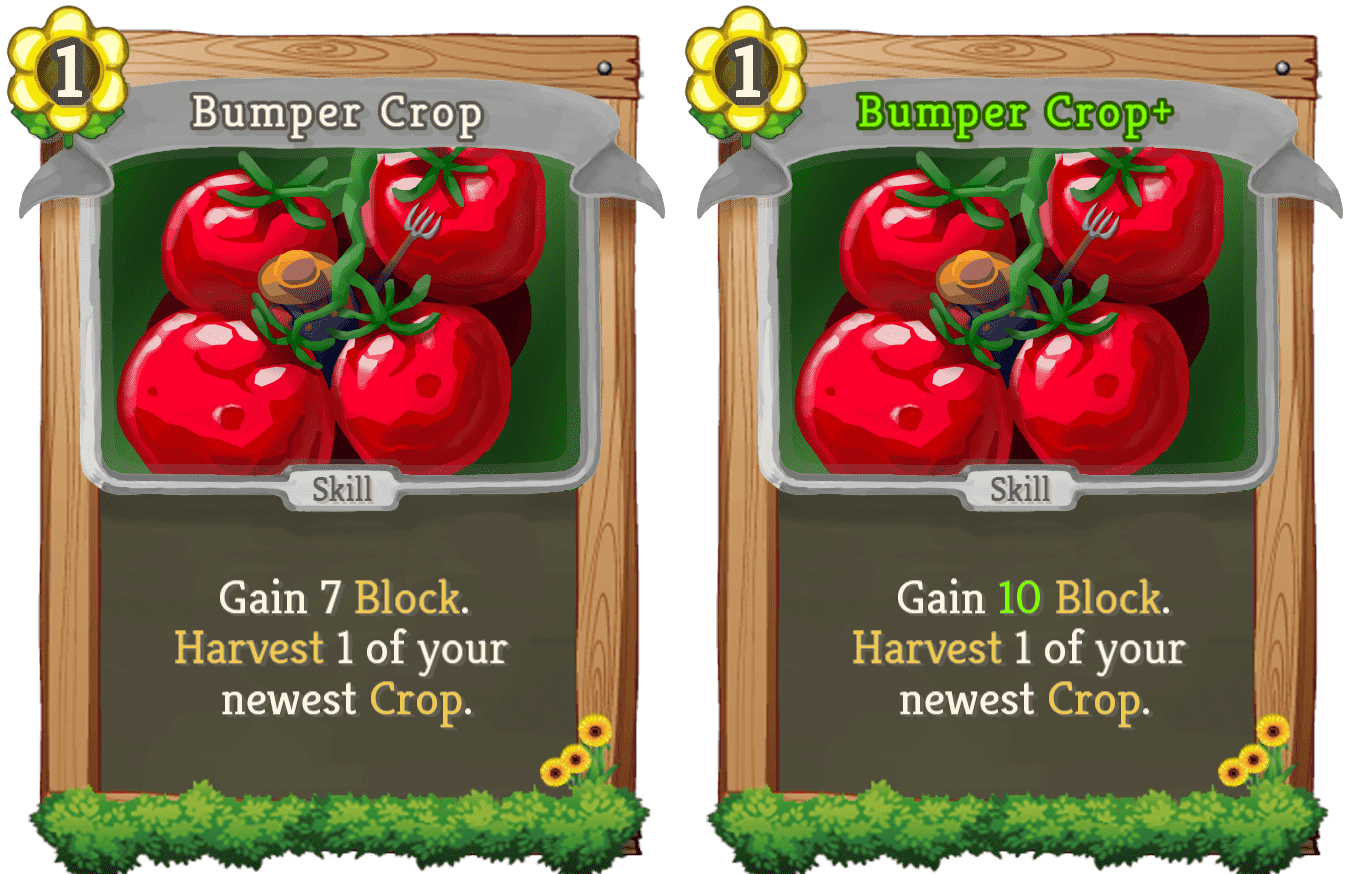 1
Bumper Crop
Skill
Gain 7 Block.
Harvest 1 of your
newest Crop.
1
Bumper Crop+
Skill
Gain 10 Block.
Harvest 1 of your
newest Crop.